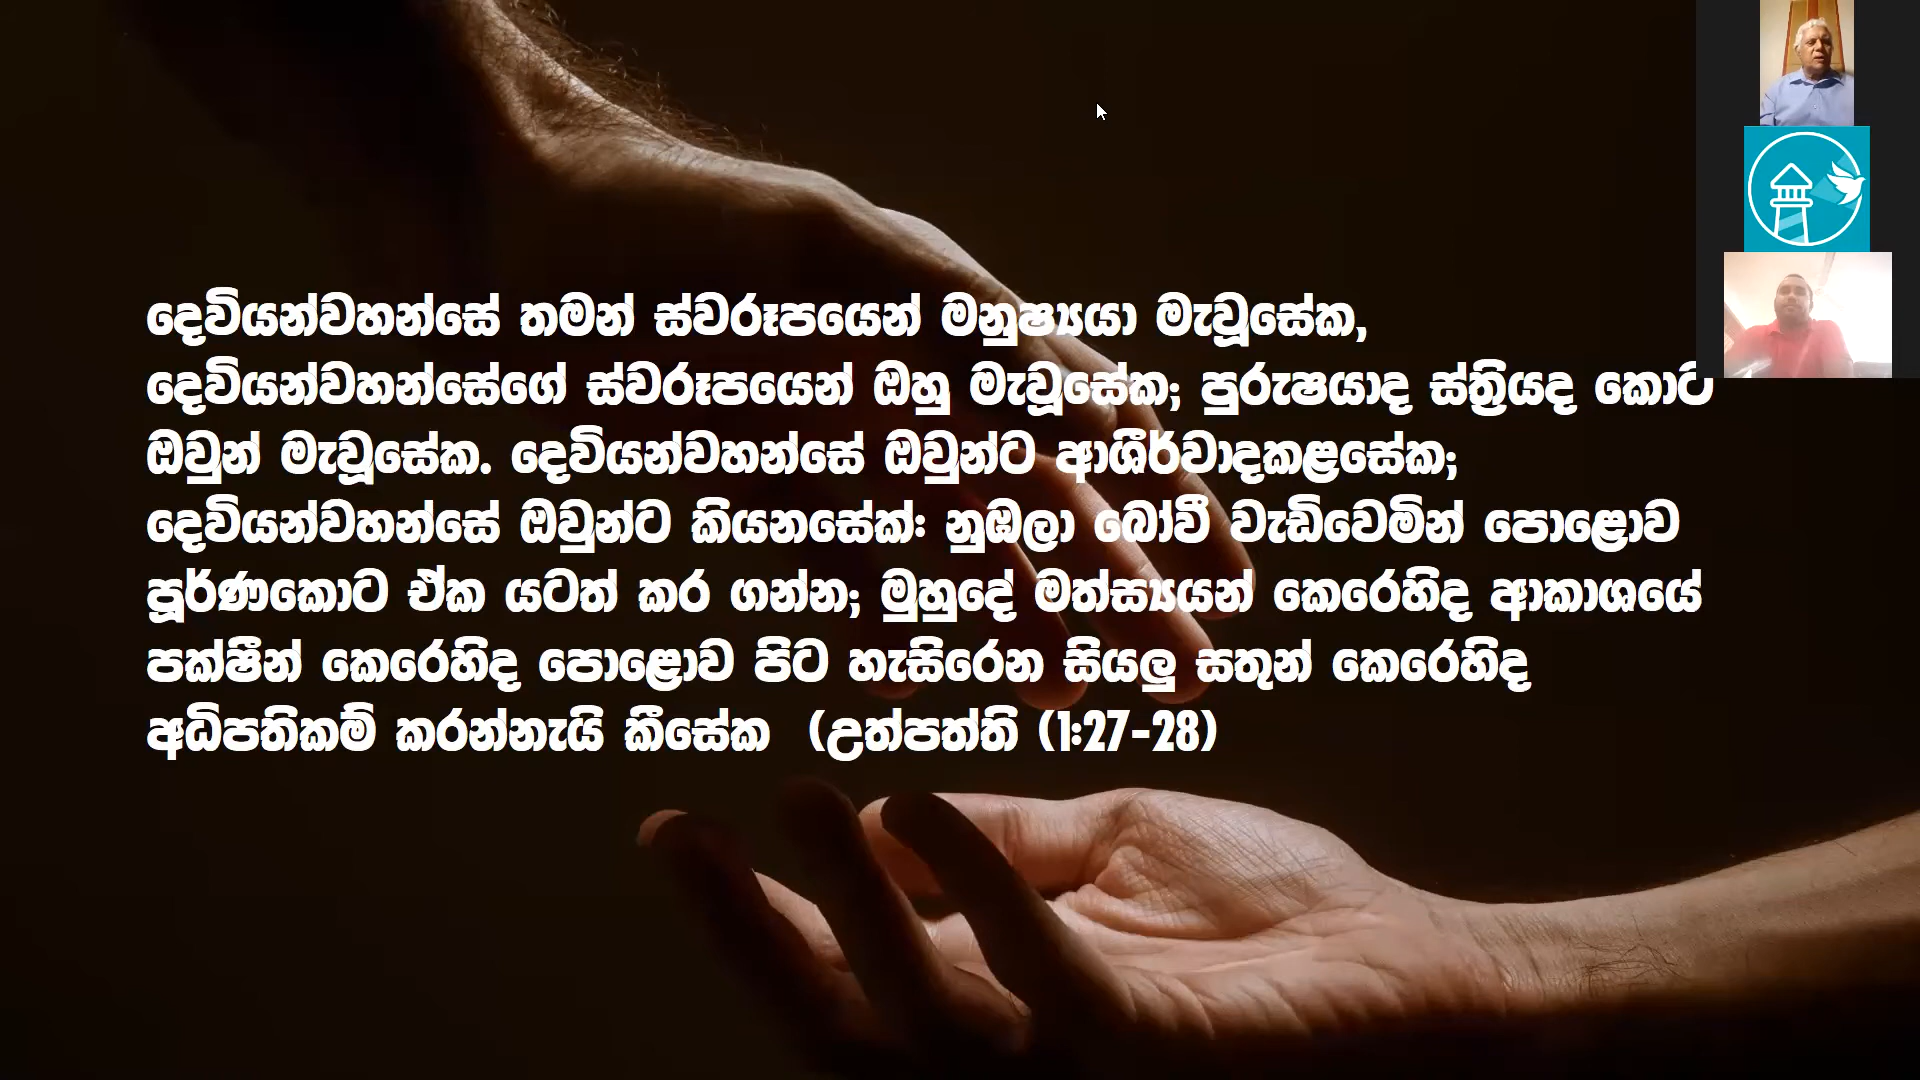 දෙවියන්වහන්සේ තමන් ස්වරූපයෙන් මනුෂ්‍යයා මැවූසේක,
දෙවියන්වහන්සේගේ ස්වරූපයෙන් ඔහු මැවූසේක; පුරුෂයාද ස්ත්‍රියද කොට
ඔවුන් මැවූසේක. දෙවියන්වහන්සේ ඔවුන්ට ආශීර්වාදකළසේක;
දෙවියන්වහන්සේ ඔවුන්ට කියනසේක්: නුඹලා බෝවී වැඩිවෙමින් පොළොව
පූර්ණකොට ඒක යටත් කර ගන්න; මුහුදේ මත්ස්‍යයන් කෙරෙහිද ආකාශයේ
පක්ෂීන් කෙරෙහිද පොළොව පිට හැසිරෙන සියලු සතුන් කෙරෙහිද
අධිපතිකම් කරන්නැයි කීසේක (උත්පත්ති (1:27-28)